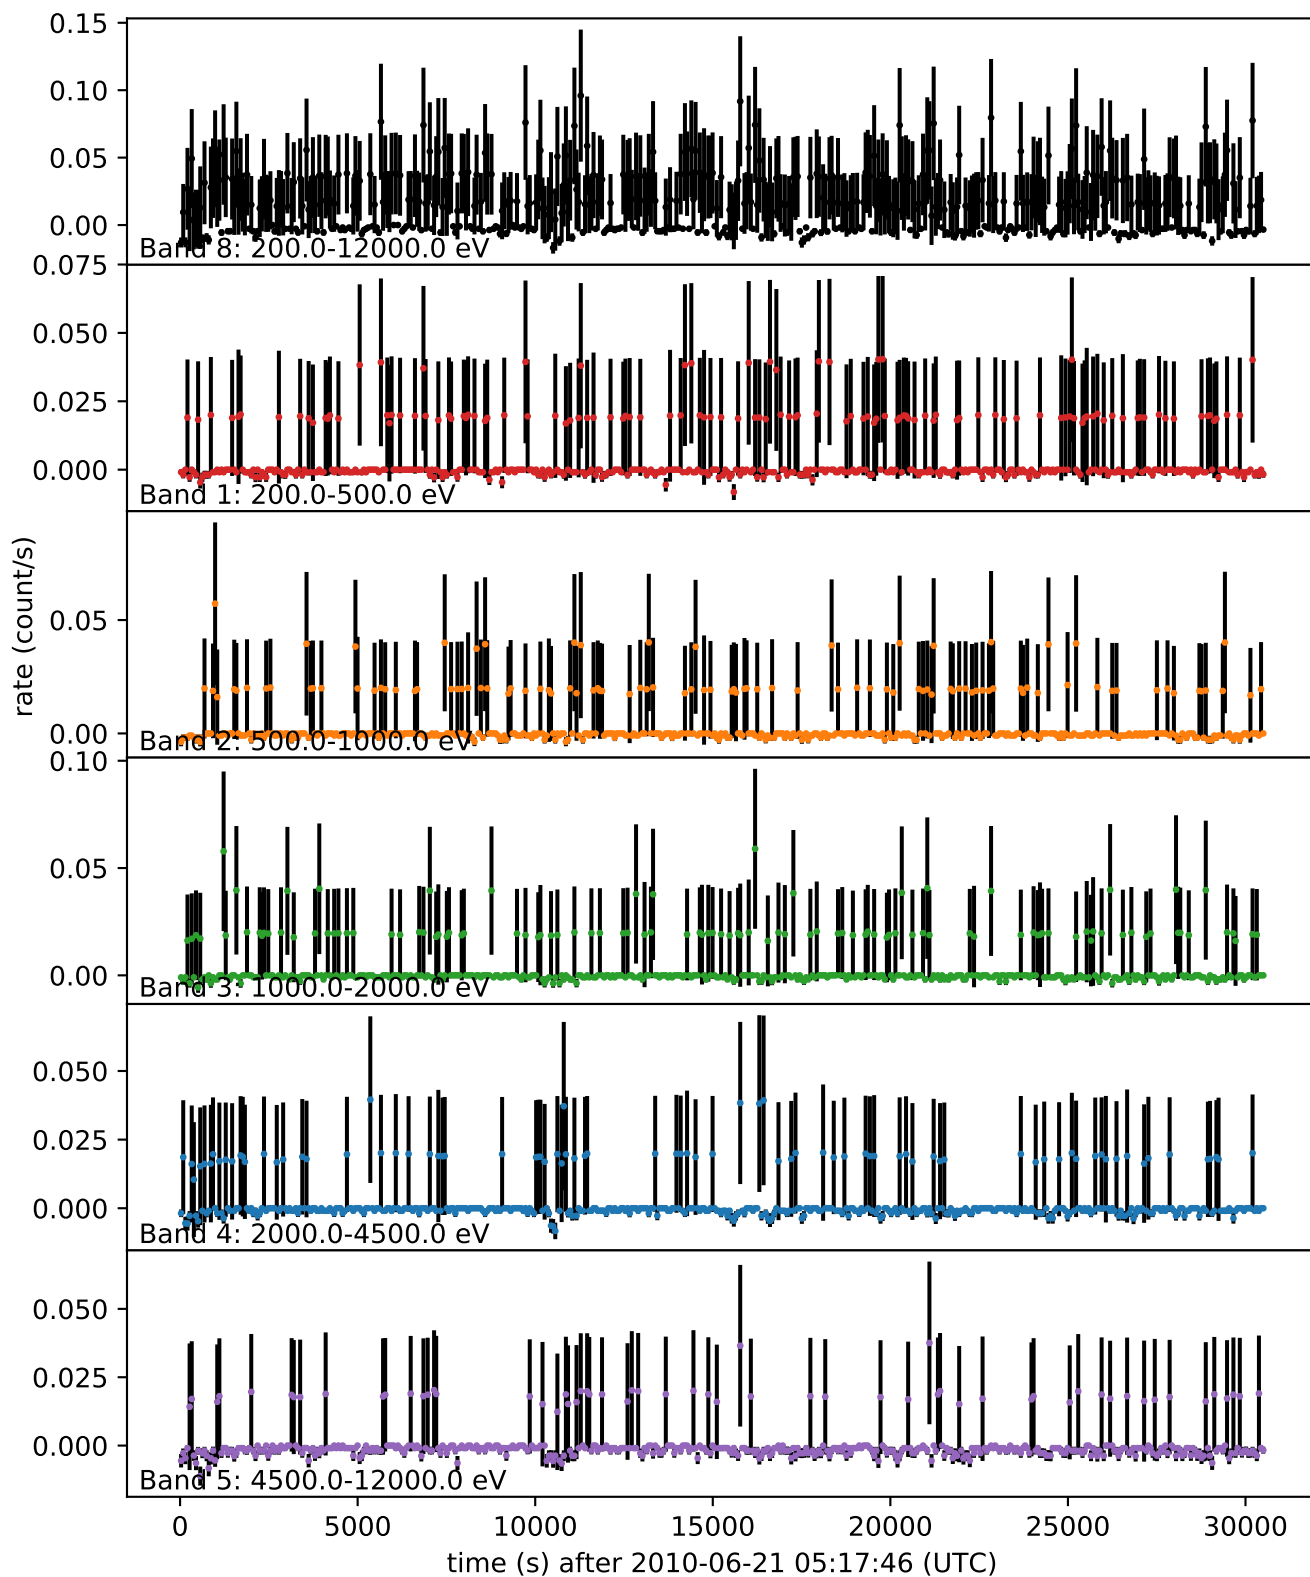 0.15
0.10
0.05
0.00
Band 8: 200.0-12000.0 eV
0.075
0.050
0.025
0.000
Band 1: 200.0-500.0 eV
rate (count/s)
0.05
0.00
Band 2: 500.0-1000.0 eV
0.10
0.05
0.00
Band 3: 1000.0-2000.0 eV
0.050
0.025
0.000
Band 4: 2000.0-4500.0 eV
0.050
0.025
0.000
Band 5: 4500.0-12000.0 eV
0 5000 10000 15000 20000 25000 30000
time (s) after 2010-06-21 05:17:46 (UTC)